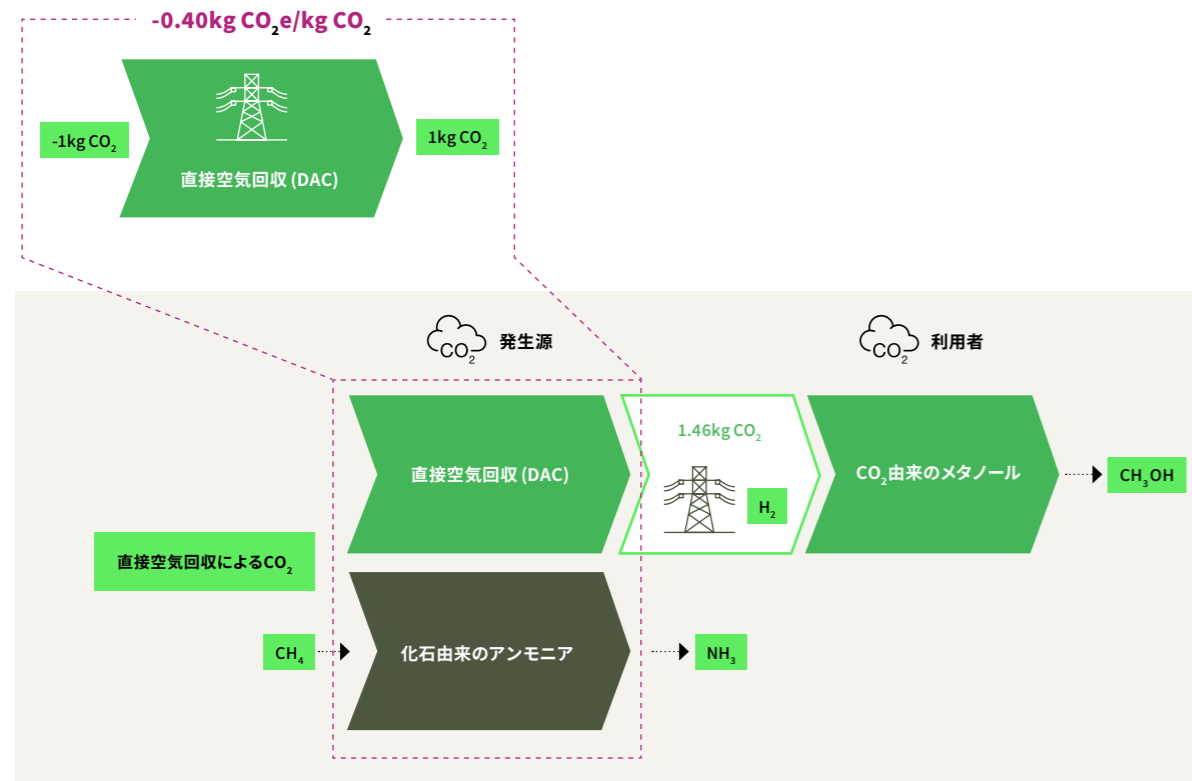 -0.40kg CO₂e/kg CO₂
-1kg CO₂
1kg CO₂
直接空気回収 (DAC)
CO₂ 発生源
CO₂ 利用者
直接空気回収 (DAC)
1.46kg CO₂
H₂
CO₂由来のメタノール
CH₃OH
直接空気回収によるCO₂
CH₄
化石由来のアンモニア
NH₃